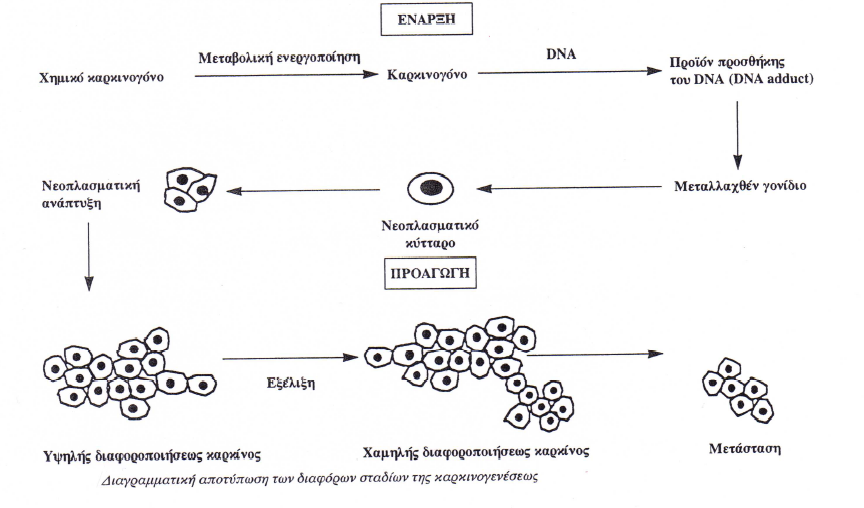 ΕΝΑΡΞΗ
Μεταβολική ενεργοποίηση
DNA
Χημικό καρκινογόνο
Καρκινογόνο
Προϊόν προσθήκης
του DNA (DNA adduct)
Νεοπλασματική
ανάπτυξη
Μεταλλαχθέν γονίδιο
Νεοπλασματικό
κύτταρο
ΠΡΟΑΓΩΓΗ
Εξέλιξη
Υψηλής διαφοροποιήσεως καρκίνος
Χαμηλής διαφοροποιήσεως καρκίνος
Μετάσταση
Διαγραμματική αποτύπωση των διαφόρων σταδίων της καρκινογενέσεως